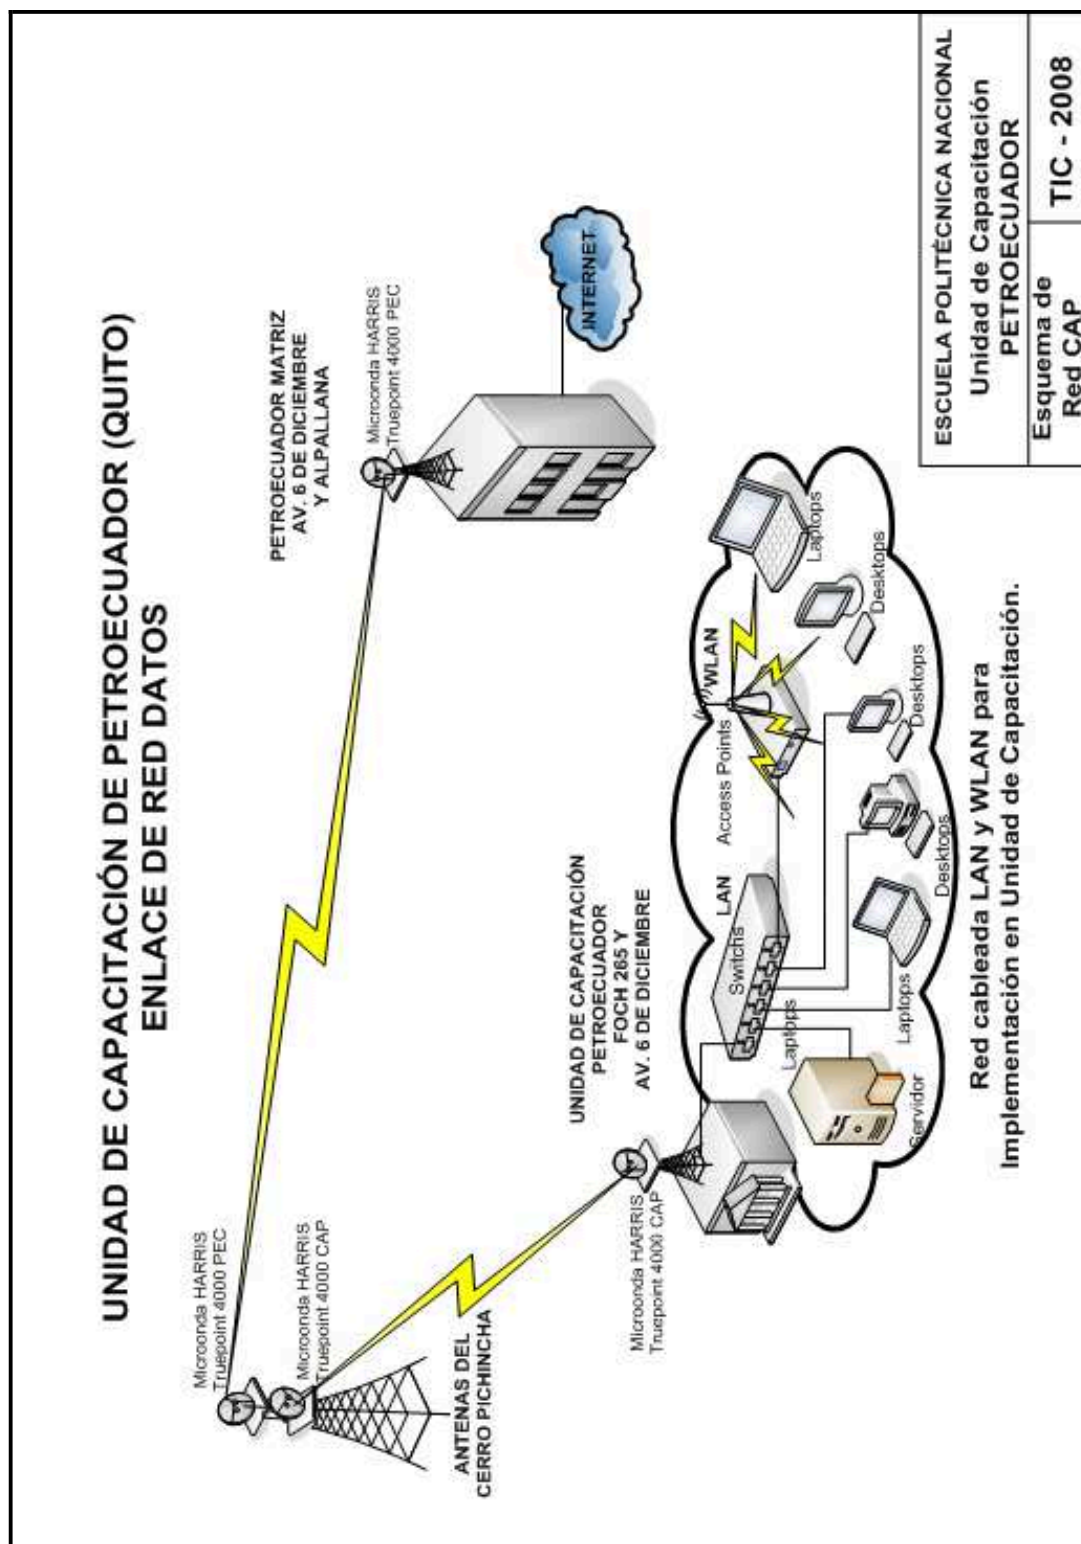 UNIDAD DE CAPACITACIÓN DE PETROECUADOR (QUITO)
ENLACE DE RED DATOS
Microonda HARRIS
Truepoint 4000 PEC
Microonda HARRIS
Truepoint 4000 CAP
ANTENAS DEL
CERRO PICHINCHA
PETROECUADOR MATRIZ
AV. 6 DE DICIEMBRE
Y ALPALLANA
Microonda HARRIS
Truepoint 4000 PEC
INTERNET
UNIDAD DE CAPACITACIÓN
PETROECUADOR
FOCH 265 Y
AV. 6 DE DICIEMBRE
Microonda HARRIS
Truepoint 4000 CAP
LAN
Switchs
Laptops
Access Points
WLAN
Laptops
Desktops
Desktops
Desktops
Laptops
Servidor
Red cableada LAN y WLAN para
Implementación en Unidad de Capacitación.
ESCUELA POLITÉCNICA NACIONAL
Unidad de Capacitación
PETROECUADOR
Esquema de
Red CAP
TIC - 2008